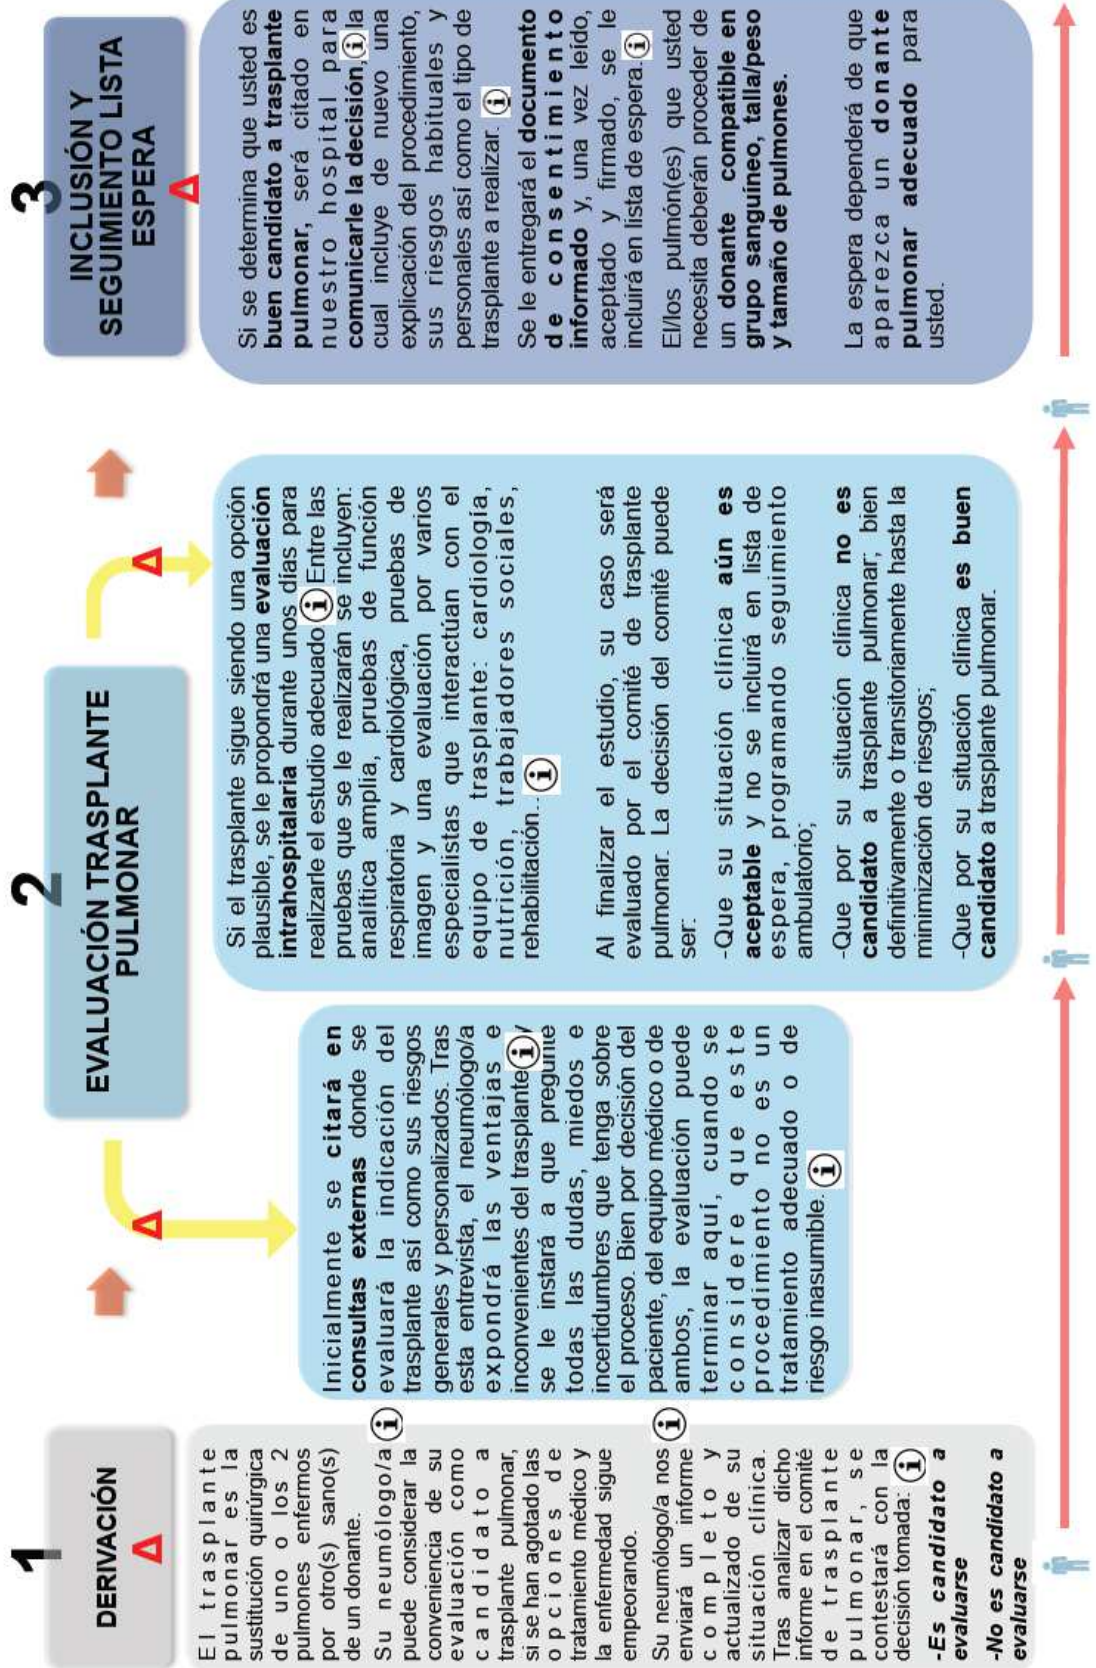 1
DERIVACIÓN
El trasplante
pulmonar es la
sustitución quirúrgica
de uno o los 2
pulmones enfermos
por otro(s) sano(s)
de un donante.
Su neumólogo/a
puede considerar la
conveniencia de su
evaluación como
candidato a
trasplante pulmonar,
si se han agotado las
opciones de
tratamiento médico y
la enfermedad sigue
empeorando.
Su neumólogo/a nos
enviará un informe
completo y
actualizado de su
situación clínica.
Tras analizar dicho
informe en el comité
de trasplante
pulmonar, se
contestará con la
decisión tomada:
-Es candidato a
evaluarse
-No es candidato a
evaluarse
2
EVALUACIÓN TRASPLANTE
PULMONAR
Inicialmente se citará en
consultas externas donde se
evaluará la indicación del
trasplante así como sus riesgos
generales y personalizados. Tras
esta entrevista, el neumólogo/a
expondrá las ventajas e
inconvenientes del trasplante y
se le instará a que pregunte
todas las dudas, miedos e
incertidumbres que tenga sobre
el proceso. Bien por decisión del
paciente, del equipo médico o de
ambos, la evaluación puede
terminar aquí, cuando se
considere que este
procedimiento no es un
tratamiento adecuado o de
riesgo inasumible.
Si el trasplante sigue siendo una opción
plausible, se le propondrá una evaluación
intrahospitalaria durante unos días para
realizarle el estudio adecuado. Entre las
pruebas que se le realizarán se incluyen:
analítica amplia, pruebas de función
respiratoria y cardiológica, pruebas de
imagen y una evaluación por varios
especialistas que interactúan con el
equipo de trasplante: cardiología,
nutrición, trabajadores sociales,
rehabilitación..
Al finalizar el estudio, su caso será
evaluado por el comité de trasplante
pulmonar. La decisión del comité puede
ser:
-Que su situación clínica aún es
aceptable y no se incluirá en lista de
espera, programando seguimiento
ambulatorio;
-Que por su situación clínica no es
candidato a trasplante pulmonar; bien
definitivamente o transitoriamente hasta la
minimización de riesgos;
-Que por su situación clínica es buen
candidato a trasplante pulmonar.
3
INCLUSIÓN Y
SEGUIMIENTO LISTA
ESPERA
Si se determina que usted es
buen candidato a trasplante
pulmonar, será citado en
nuestro hospital para
comunicarle la decisión, la
cual incluye de nuevo una
explicación del procedimiento,
sus riesgos habituales y
personales así como el tipo de
trasplante a realizar.
Se le entregará el documento
de consentimiento
informado y, una vez leído,
aceptado y firmado, se le
incluirá en lista de espera.
El/los pulmón(es) que usted
necesita deberán proceder de
un donante compatible en
grupo sanguíneo, talla/peso
y tamaño de pulmones.
La espera dependerá de que
aparezca un donante
pulmonar adecuado para
usted.